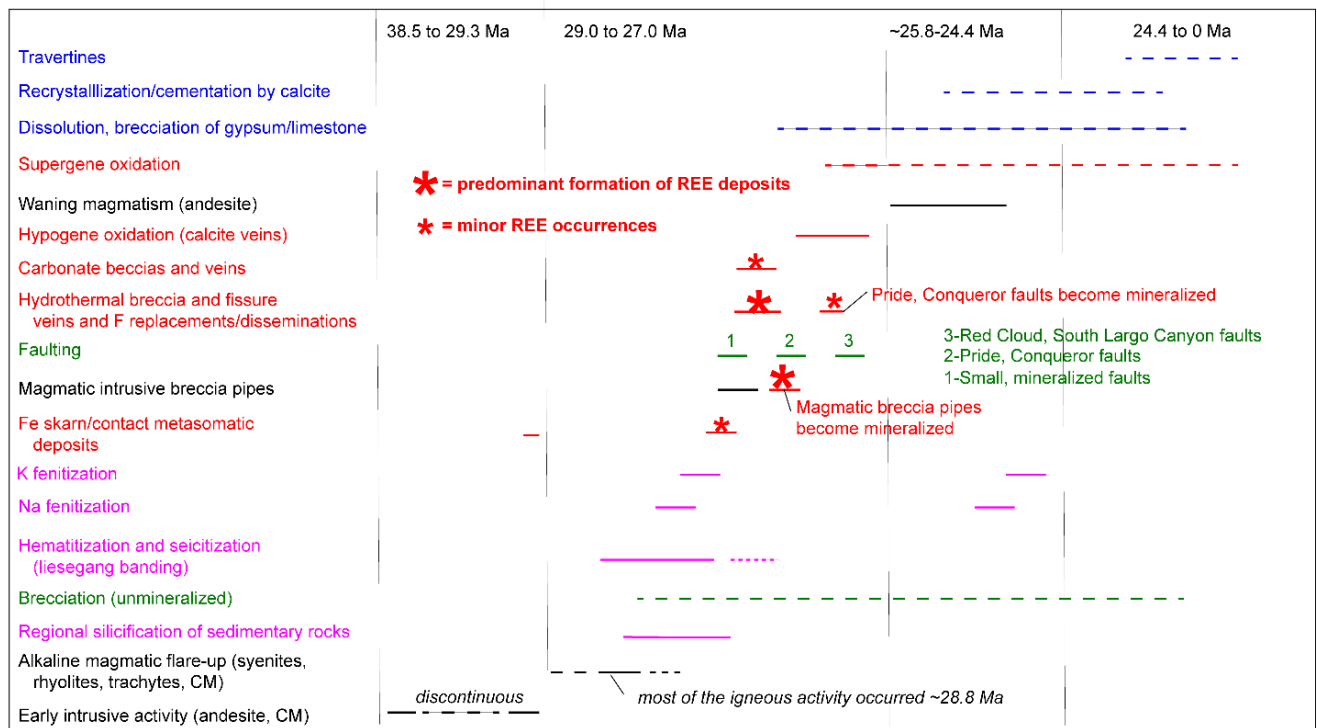 38.5 to 29.3 Ma 29.0 to 27.0 Ma ~25.8-24.4 Ma 24.4 to 0 Ma
Travertines
Recrystalllization/cementation by calcite
Dissolution, brecciation of gypsum/limestone
Supergene oxidation
* = predominant formation of REE deposits
Waning magmatism (andesite)
* = minor REE occurrences
Hypogene oxidation (calcite veins)
Carbonate beccias and veins
*
Hydrothermal breccia and fissure
veins and F replacements/disseminations
* * Pride, Conqueror faults become mineralized
Faulting
1 2 3
3-Red Cloud, South Largo Canyon faults
2-Pride, Conqueror faults
1-Small, mineralized faults
Magmatic intrusive breccia pipes
*
Magmatic breccia pipes
become mineralized
Fe skarn/contact metasomatic
deposits
*
K fenitization
Na fenitization
Hematitization and seicitization
(liesegang banding)
Brecciation (unmineralized)
Regional silicification of sedimentary rocks
Alkaline magmatic flare-up (syenites,
rhyolites, trachytes, CM)
most of the igneous activity occurred ~28.8 Ma
discontinuous
Early intrusive activity (andesite, CM)